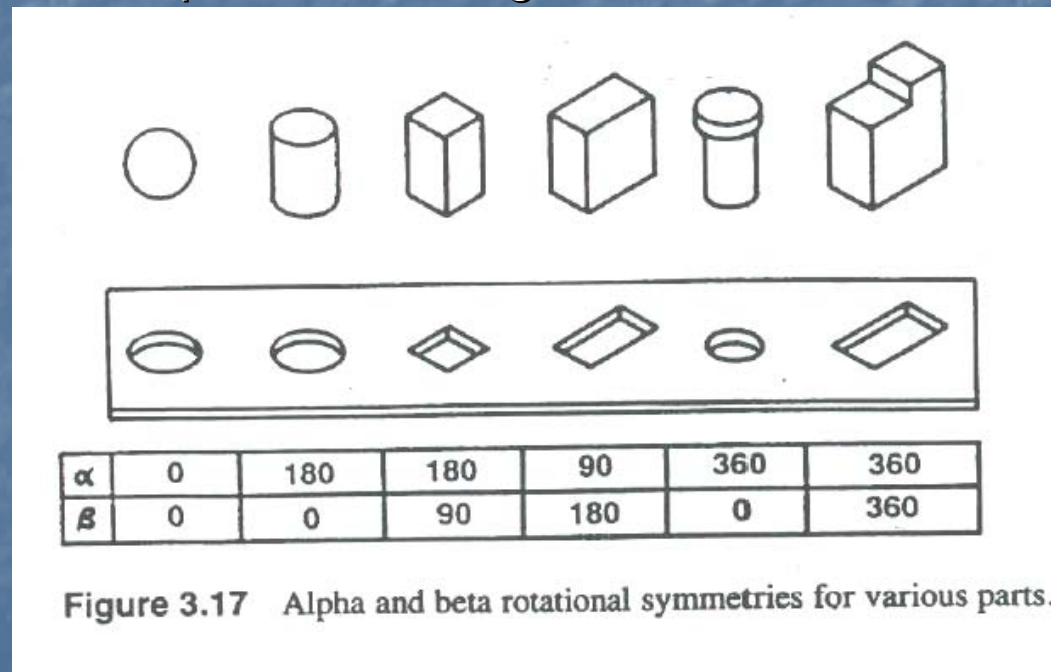 α 0 180 180 90 360 360
β 0 0 90 180 0 360
Figure 3.17 Alpha and beta rotational symmetries for various parts.